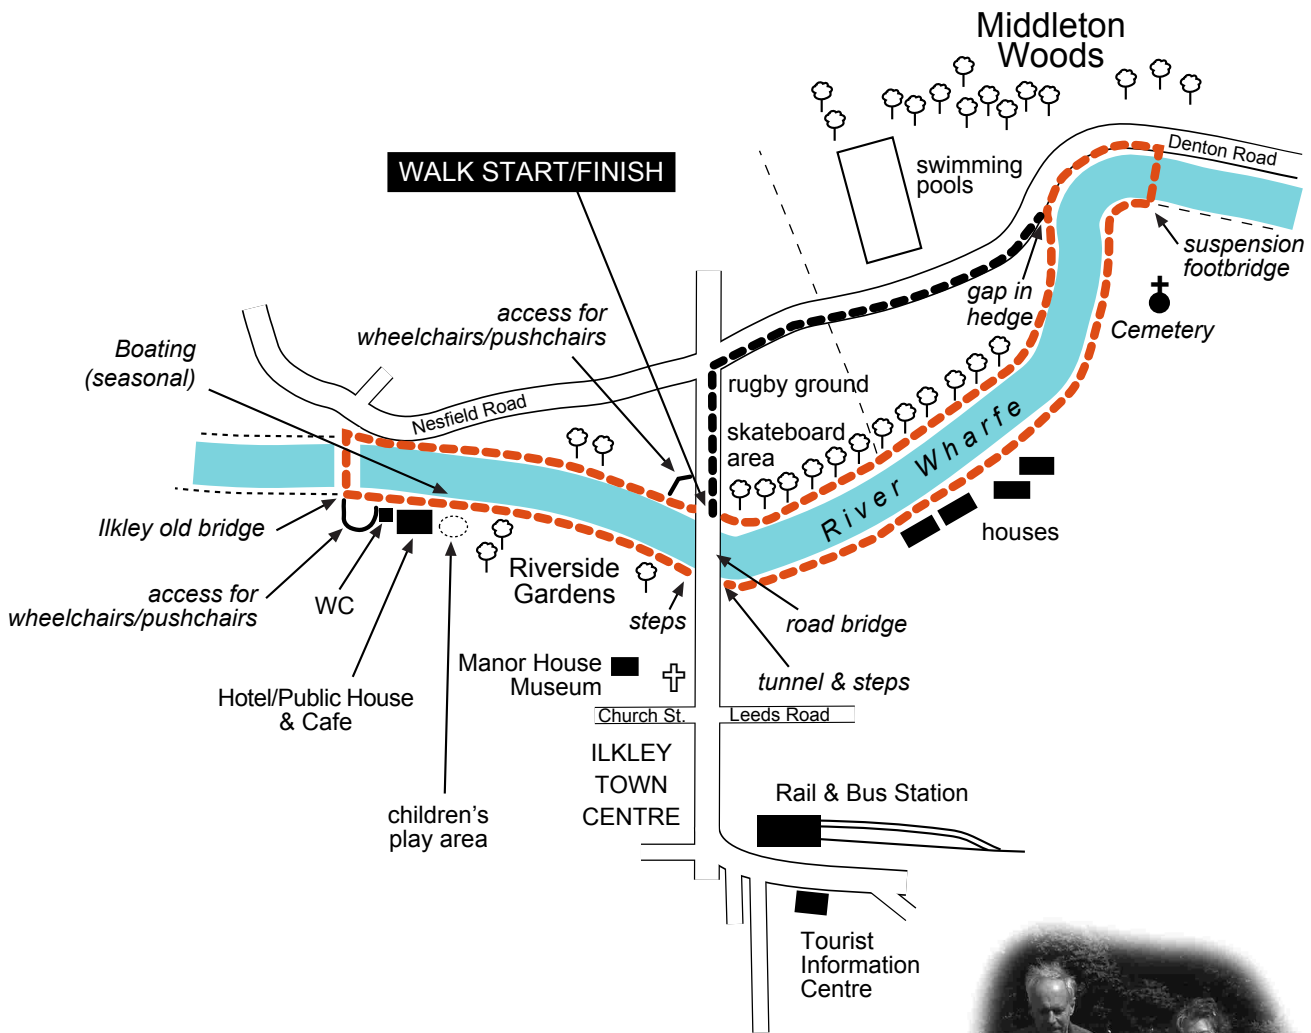 Middleton
Woods
Denton Road
WALK START/FINISH
swimming
pools
suspension
footbridge
gap in
hedge
Cemetery
access for
wheelchairs/pushchairs
Boating
(seasonal)
Nesfield Road
rugby ground
skateboard
area
River Wharfe
houses
Ilkley old bridge
access for
wheelchairs/pushchairs
WC
Riverside
Gardens
steps
road bridge
tunnel & steps
Manor House
Museum
Hotel/Public House
& Cafe
Church St.
Leeds Road
ILKLEY
TOWN
CENTRE
children's
play area
Rail & Bus Station
Tourist
Information
Centre